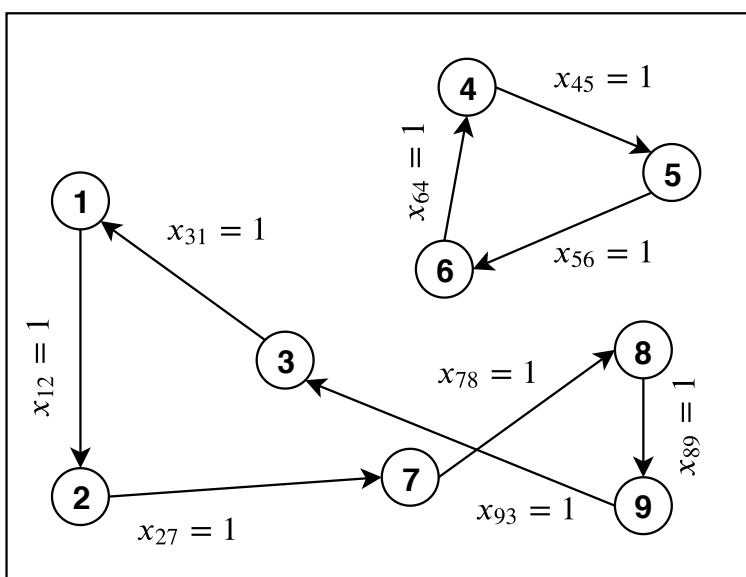 4
x₄₅ = 1
x₆₄ = 1
5
1
x₃₁ = 1
x₅₆ = 1
6
8
3
x₁₂ = 1
x₇₈ = 1
x₈₉ = 1
7
2
9
x₉₃ = 1
x₂₇ = 1